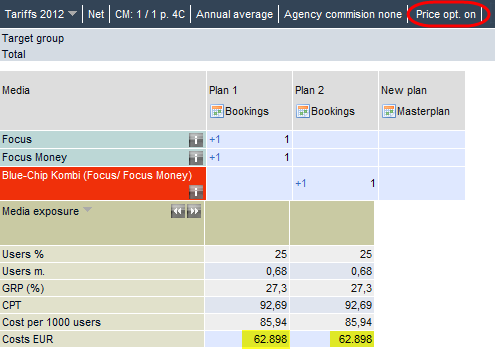 Tariffs 2012 Net CM: 1 / 1 p. 4C Annual average Agency commision none Price opt. on
Target group
Total
Media Plan 1 Plan 2 New plan
Bookings Bookings Masterplan
Focus i +1 1
Focus Money i +1 1
Blue-Chip Kombi (Focus/ Focus Money) i +1 1
Media exposure
Users % 25 25
Users m. 0,68 0,68
GRP (%) 27,3 27,3
CPT 92,69 92,69
Cost per 1000 users 85,94 85,94
Costs EUR 62.898 62.898